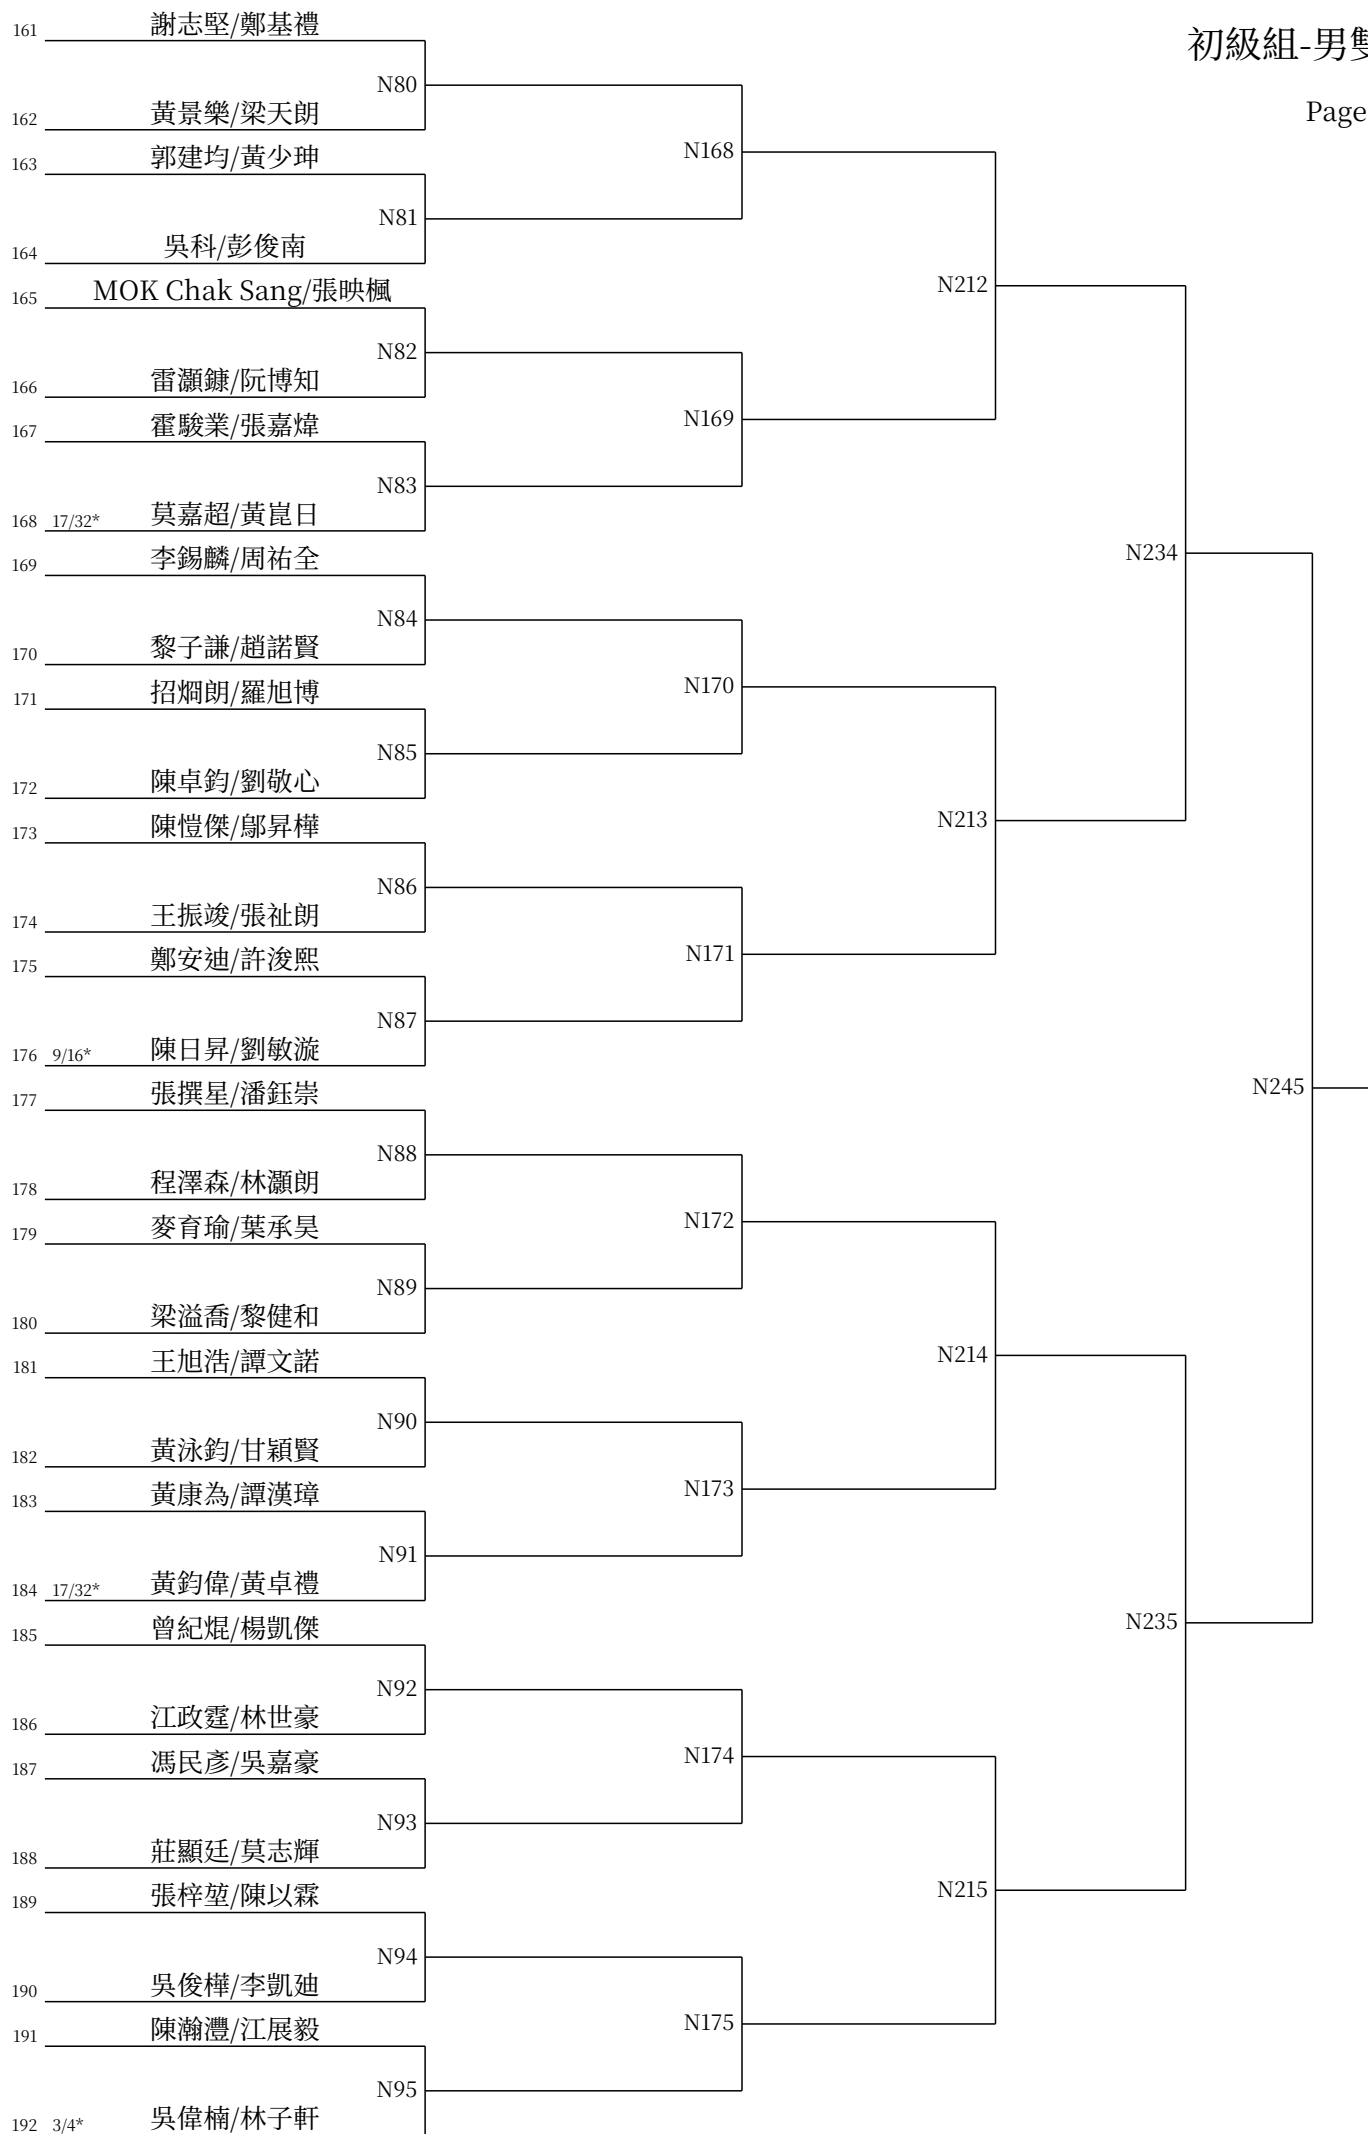 初級組-男雙
Page
161 謝志堅/鄭基禮
N80
162 黃景樂/梁天朗
163 郭建均/黃少珅
N168
N81
164 吳科/彭俊南
165 MOK Chak Sang/張映楓
N212
N82
166 雷灝鎌/阮博知
167 霍駿業/張嘉煒
N169
N83
168 17/32* 莫嘉超/黃崑日
169 李錫麟/周祐全
N234
N84
170 黎子謙/趙諾賢
171 招烱朗/羅旭博
N170
N85
172 陳卓鈞/劉敬心
173 陳愷傑/鄔昇樺
N213
N86
174 王振竣/張祉朗
175 鄭安迪/許浚熙
N171
N87
176 9/16* 陳日昇/劉敏漩
177 張撰星/潘鈺崇
N245
N88
178 程澤森/林灝朗
179 麥育瑜/葉承昊
N172
N89
180 梁溢喬/黎健和
181 王旭浩/譚文諾
N214
N90
182 黃泳鈞/甘穎賢
183 黃康為/譚漢璋
N173
N91
184 17/32* 黃鈞偉/黃卓禮
185 曾紀焜/楊凱傑
N235
N92
186 江政霆/林世豪
187 馮民彥/吳嘉豪
N174
N93
188 莊顯廷/莫志輝
189 張梓堃/陳以霖
N215
N94
190 吳俊樺/李凱廸
191 陳瀚灃/江展毅
N175
N95
192 3/4* 吳偉楠/林子軒